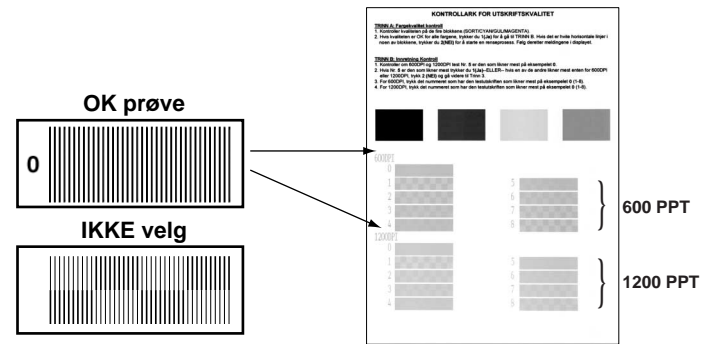 OK prøve
0
IKKE velg
KONTROLLARK FOR UTSKRIFTSKVALITET
TRINN A: Fargekvalitet kontroll
1. Kontroller kvaliteten på de fire blokkene (SORT/CYAN/GUL/MAGENTA).
2. Hvis kvaliteten er OK for alle fargene, trykker du 1(Ja) for å gå til TRINN B. Hvis det er hvite horisontale linjer i
noen av blokkene, trykker du 2(NEI) for å starte en renseprosess. Følg deretter meldingene i displayet.
TRINN B: Innretning Kontroll
1. Kontroller om 600DPI og 1200DPI test Nr. 5 er den som likner mest på eksempelet 0.
2. Hvis Nr. 5 er den som likner mest trykker du 1(Ja)–ELLER– hvis en av de andre likner mest enten for 600DPI
eller 1200DPI, trykk 2 (NEI) og gå videre til Trinn 3.
3. For 600DPI, trykk det nummeret som har den testutskriften som likner mest på eksempelet 0 (1-8).
4. For 1200DPI, trykk det nummeret som har den testutskriften som likner mest på eksempelet 0 (1-8).
600DPI
0
1 5
2 6
3 7
4 8
600 PPT
1200DPI
0
1 5
2 6
3 7
4 8
1200 PPT